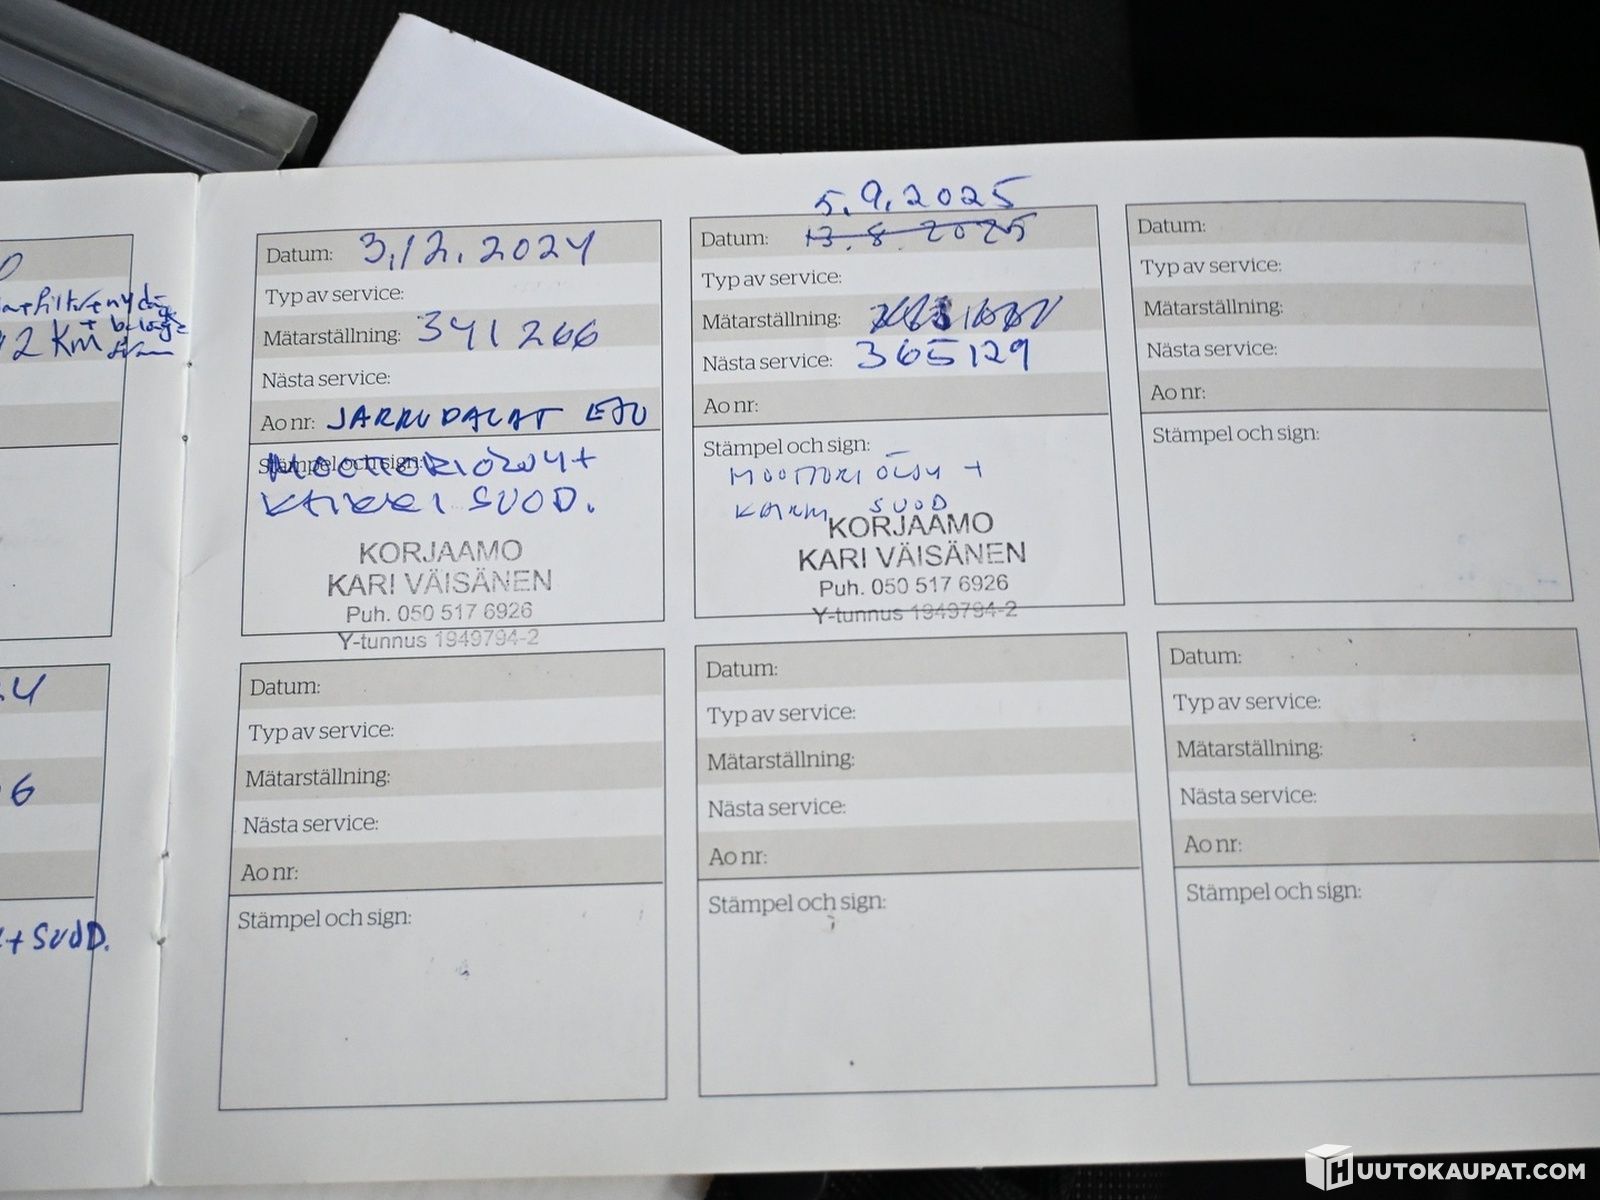 2 km
4
6
+ SUOD.
Datum: 3.12.2024
Typ av service:
Mätarställning: 341266
Nästa service:
Ao nr: JARRUPALAT ETU
Stämpel och sign:
MOOTTORIÖLJY+
KAIKKI SUOD.
KORJAAMO
KARI VÄISÄNEN
Puh. 050 517 6926
Y-tunnus 1949794-2
5.9.2025
Datum: 13.8.2025
Typ av service:
Mätarställning:
Nästa service: 365129
Ao nr:
Stämpel och sign:
MOOTTORI ÖLJY +
SUOD
KORJAAMO
KARI VÄISÄNEN
Puh. 050 517 6926
Y-tunnus 1949794-2
Datum:
Typ av service:
Mätarställning:
Nästa service:
Ao nr:
Stämpel och sign:
Datum:
Typ av service:
Mätarställning:
Nästa service:
Ao nr:
Stämpel och sign:
Datum:
Typ av service:
Mätarställning:
Nästa service:
Ao nr:
Stämpel och sign:
Datum:
Typ av service:
Mätarställning:
Nästa service:
Ao nr:
Stämpel och sign:
HUUTOKAUPAT.COM